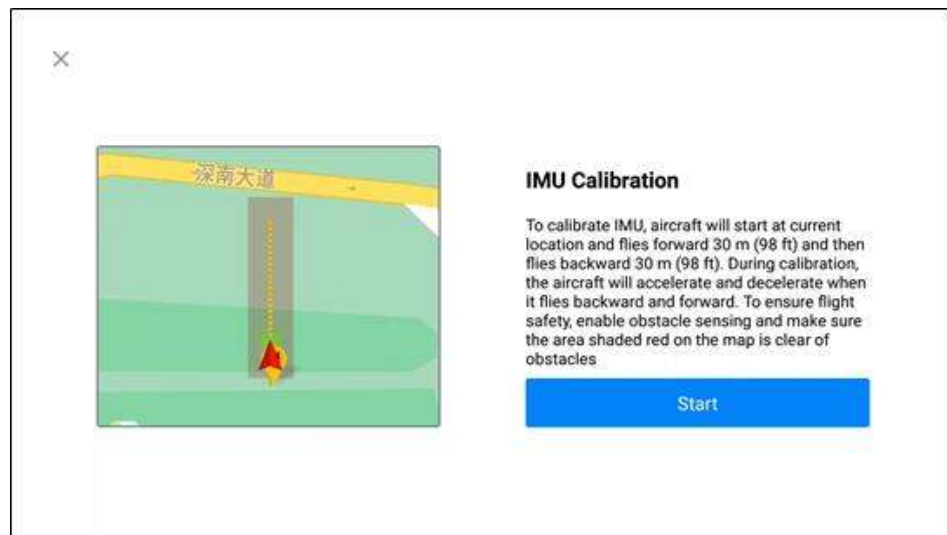 深南大道
IMU Calibration
To calibrate IMU, aircraft will start at current
location and flies forward 30 m (98 ft) and then
flies backward 30 m (98 ft). During calibration,
the aircraft will accelerate and decelerate when
it flies backward and forward. To ensure flight
safety, enable obstacle sensing and make sure
the area shaded red on the map is clear of
obstacles
Start